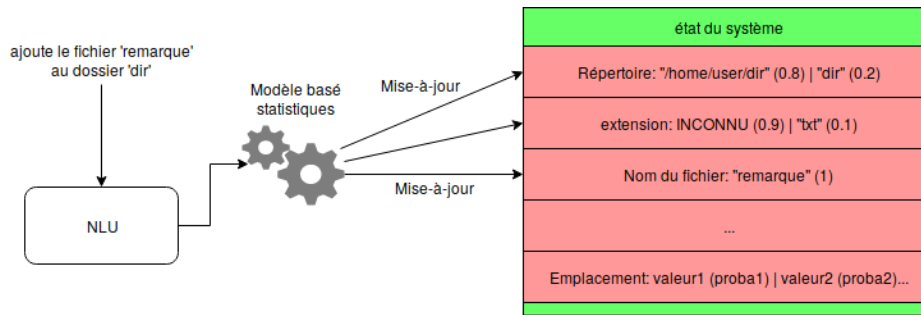 ajoute le fichier 'remarque'
au dossier 'dir'
NLU
Modèle basé
statistiques
Mise-à-jour
Mise-à-jour
état du système
Répertoire: "/home/user/dir" (0.8) | "dir" (0.2)
extension: INCONNU (0.9) | "txt" (0.1)
Nom du fichier: "remarque" (1)
...
Emplacement: valeur1 (proba1) | valeur2 (proba2)...